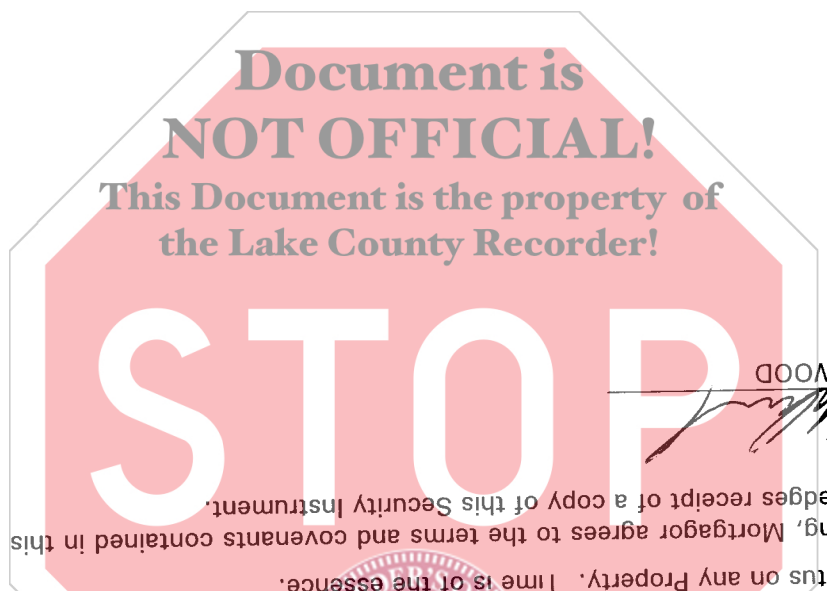 Document is
NOT OFFICIAL!
This Document is the property of
the Lake County Recorder!
STOP
tus on any Property. Time is of the essence.
ng, Mortgagor agrees to the terms and covenants contained in this
edges receipt of a copy of this Security Instrument.
OOD